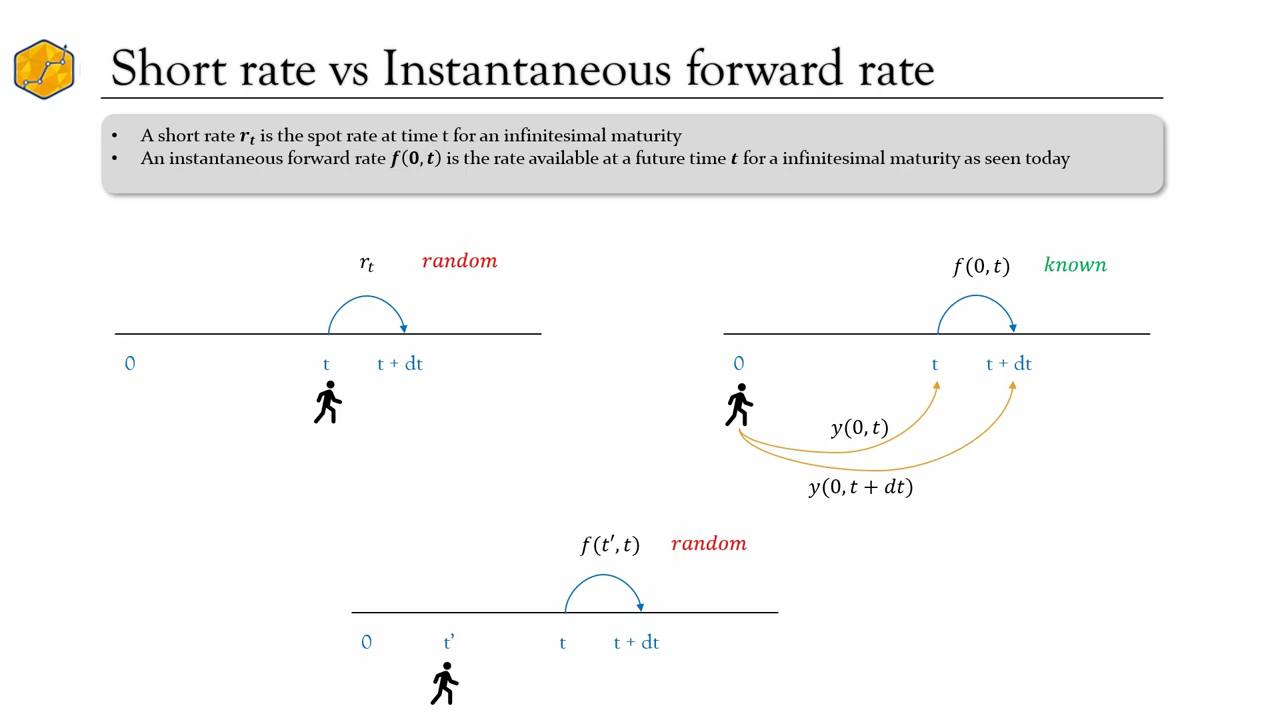 Short rate vs Instantaneous forward rate
• A short rate r_t is the spot rate at time t for an infinitesimal maturity
• An instantaneous forward rate f(0, t) is the rate available at a future time t for a infinitesimal maturity as seen today
r_t random
0 t t + dt
f(0, t) known
0 t t + dt
y(0, t)
y(0, t + dt)
f(t′, t) random
0 t’ t t + dt